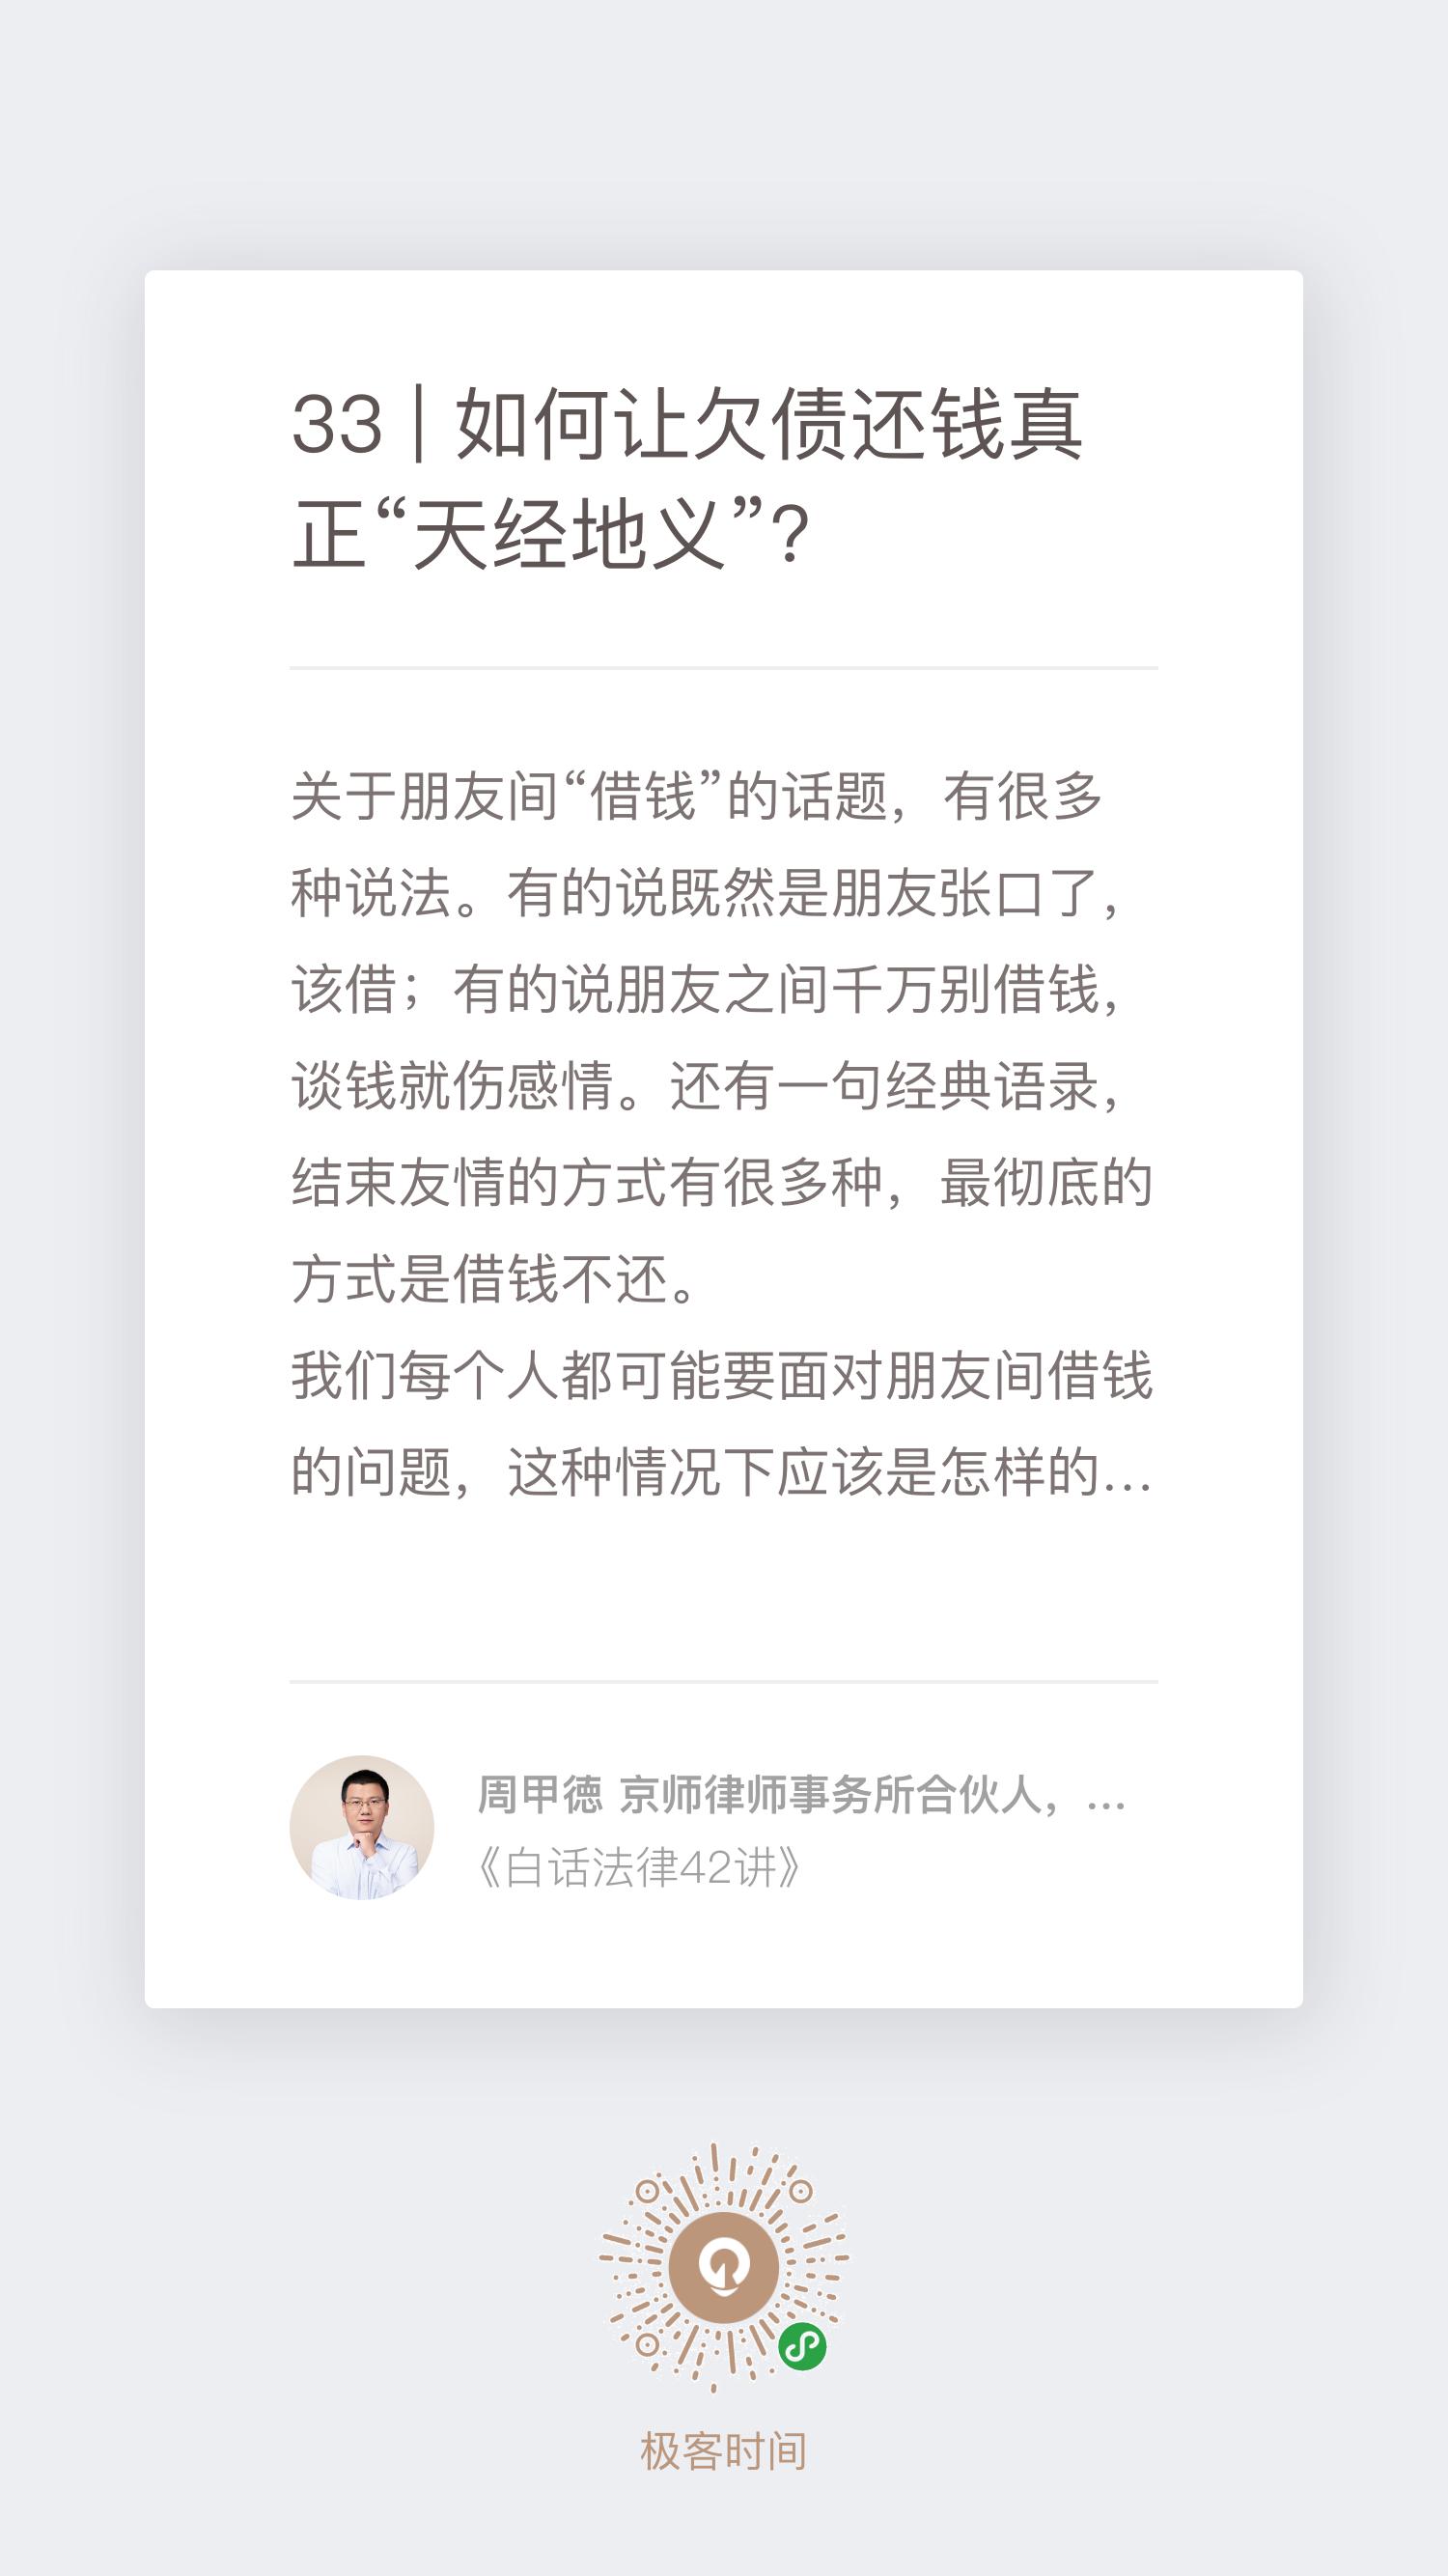 33 | 如何让欠债还钱真
正“天经地义”?
关于朋友间“借钱”的话题，有很多
种说法。有的说既然是朋友张口了，
该借；有的说朋友之间千万别借钱，
谈钱就伤感情。还有一句经典语录，
结束友情的方式有很多种，最彻底的
方式是借钱不还。
我们每个人都可能要面对朋友间借钱
的问题，这种情况下应该是怎样的...
周甲徳 京师律师事务所合伙人，...
《白话法律42讲》
极客时间